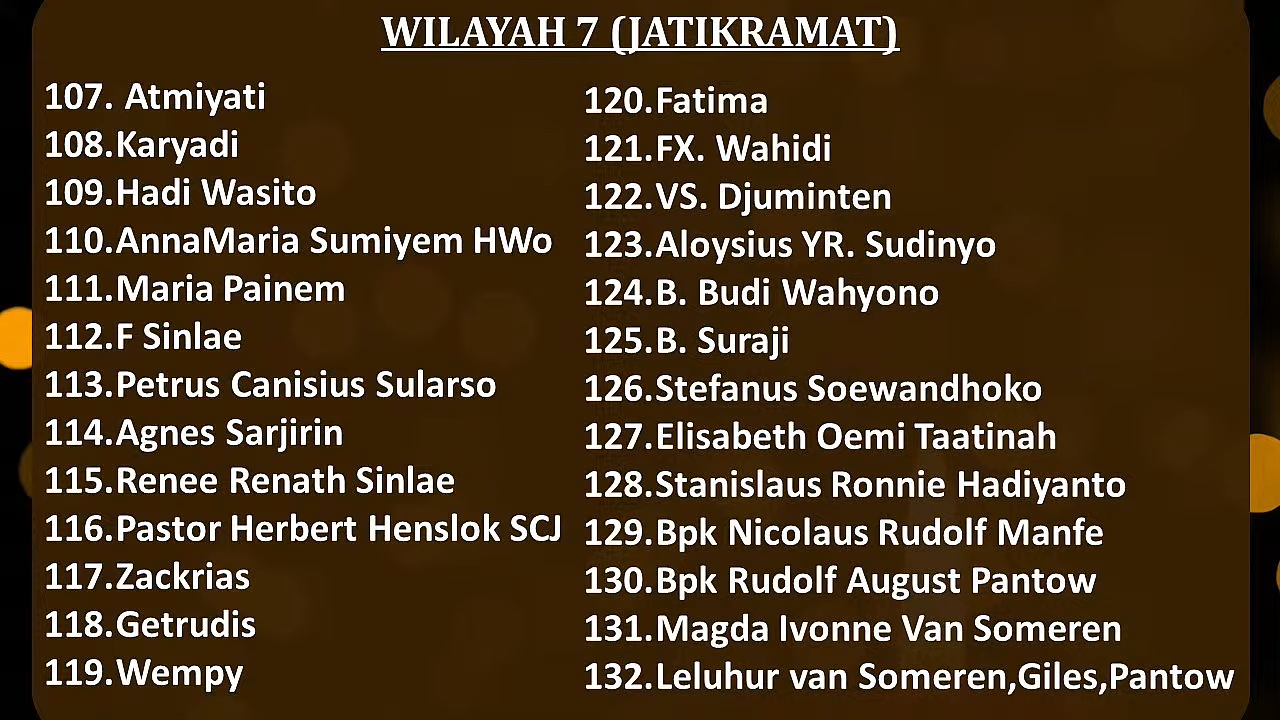 WILAYAH 7 (JATIKRAMAT)
107. Atmiyati
108.Karyadi
109.Hadi Wasito
110.AnnaMaria Sumiyem HWo
111.Maria Painem
112.F Sinlae
113.Petrus Canisius Sularso
114.Agnes Sarjirin
115.Renee Renath Sinlae
116.Pastor Herbert Henslok SCJ
117.Zackrias
118.Getrudis
119.Wempy
120.Fatima
121.FX. Wahidi
122.VS. Djuminten
123.Aloysius YR. Sudinyo
124.B. Budi Wahyono
125.B. Suraji
126.Stefanus Soewandhoko
127.Elisabeth Oemi Taatinah
128.Stanislaus Ronnie Hadiyanto
129.Bpk Nicolaus Rudolf Manfe
130.Bpk Rudolf August Pantow
131.Magda Ivonne Van Someren
132.Leluhur van Someren,Giles,Pantow